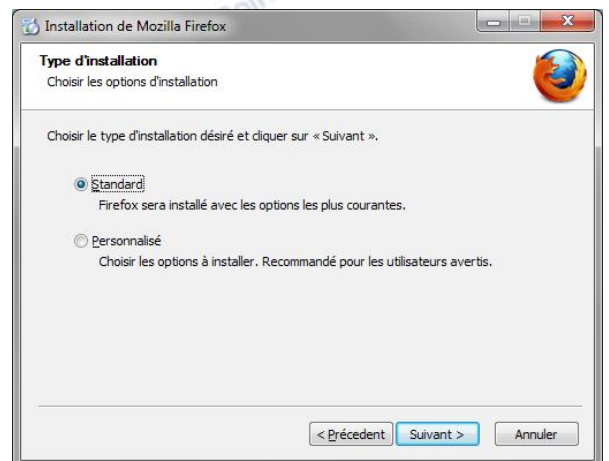 Installation de Mozilla Firefox
Type d'installation
Choisir les options d'installation
Choisir le type d'installation désiré et cliquer sur « Suivant ».
Standard
Firefox sera installé avec les options les plus courantes.
Personnalisé
Choisir les options à installer. Recommandé pour les utilisateurs avertis.
< Précédent Suivant > Annuler